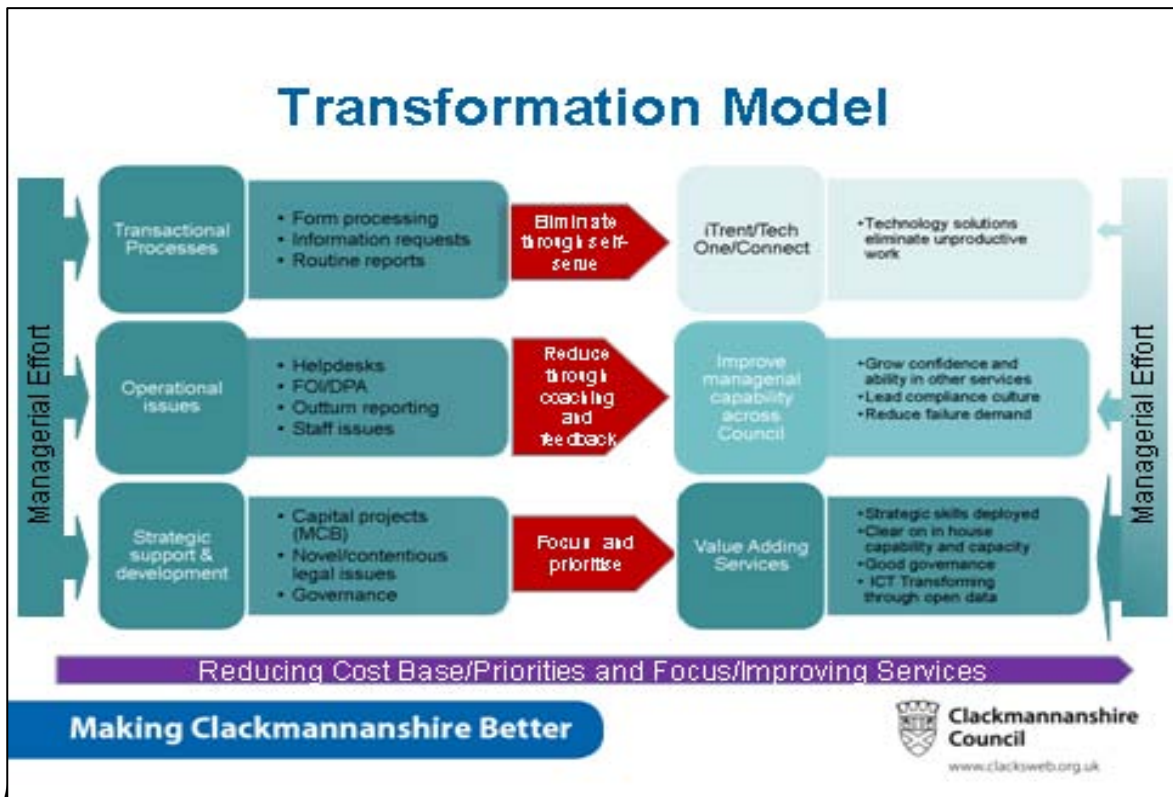 Transformation Model
Managerial Effort
Transactional
Processes
• Form processing
• Information requests
• Routine reports
Eliminate
through self-
serve
iTrent/Tech
One/Connect
• Technology solutions
eliminate unproductive
work
Operational
issues
• Helpdesks
• FOI/DPA
• Outturn reporting
• Staff issues
Reduce
through
coaching
and
feedback
Improve
managerial
capability
across
Council
• Grow confidence and
ability in other services
• Lead compliance culture
• Reduce failure demand
Strategic
support &
development
• Capital projects
(MCB)
• Novel/contentious
legal issues
• Governance
Focus and
prioritise
Value Adding
Services
• Strategic skills deployed
• Clear on in house
capability and capacity
• Good governance
• ICT Transforming
through open data
Managerial Effort
Reducing Cost Base/Priorities and Focus/Improving Services
Making Clackmannanshire Better
Clackmannanshire
Council
www.clacksweb.org.uk